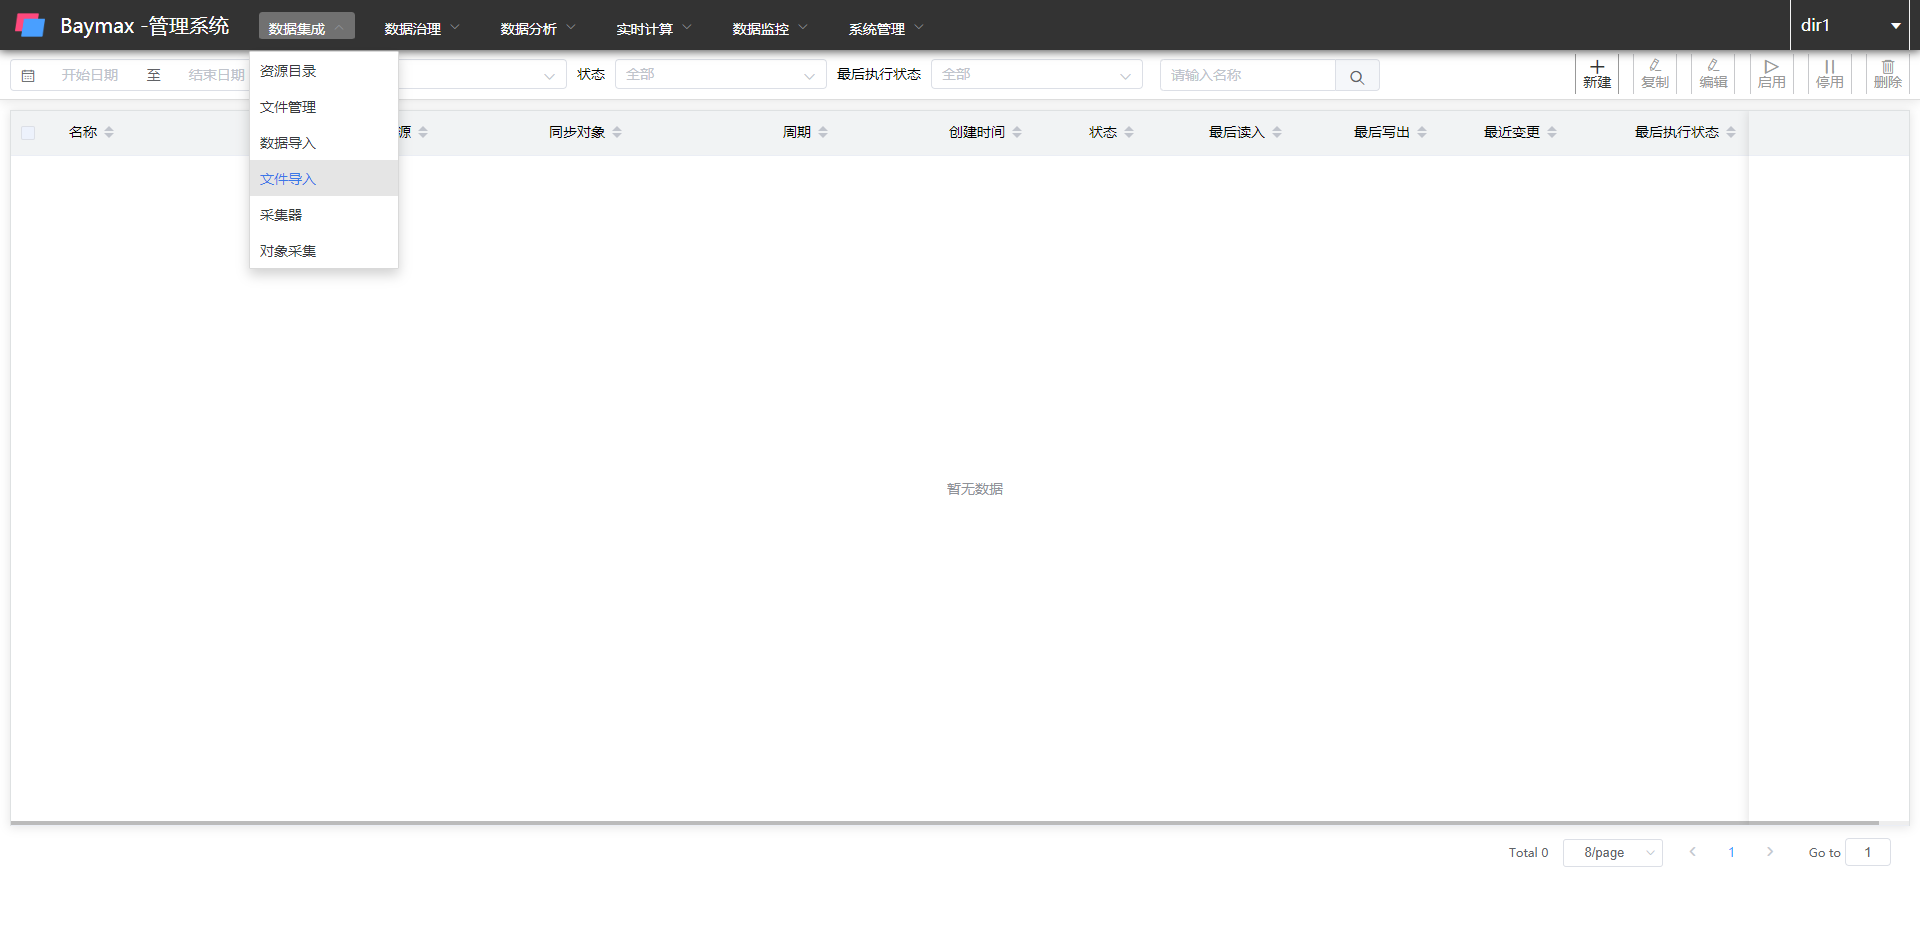 Baymax -管理系统 数据集成 数据治理 数据分析 实时计算 数据监控 系统管理 dir1
开始日期 至 结束日期 状态 全部 最后执行状态 全部 请输入名称 新建 复制 编辑 启用 停用 删除
资源目录
文件管理
数据导入
文件导入
采集器
对象采集
名称 源 同步对象 周期 创建时间 状态 最后读入 最后写出 最近变更 最后执行状态
暂无数据
Total 0 8/page 1 Go to 1